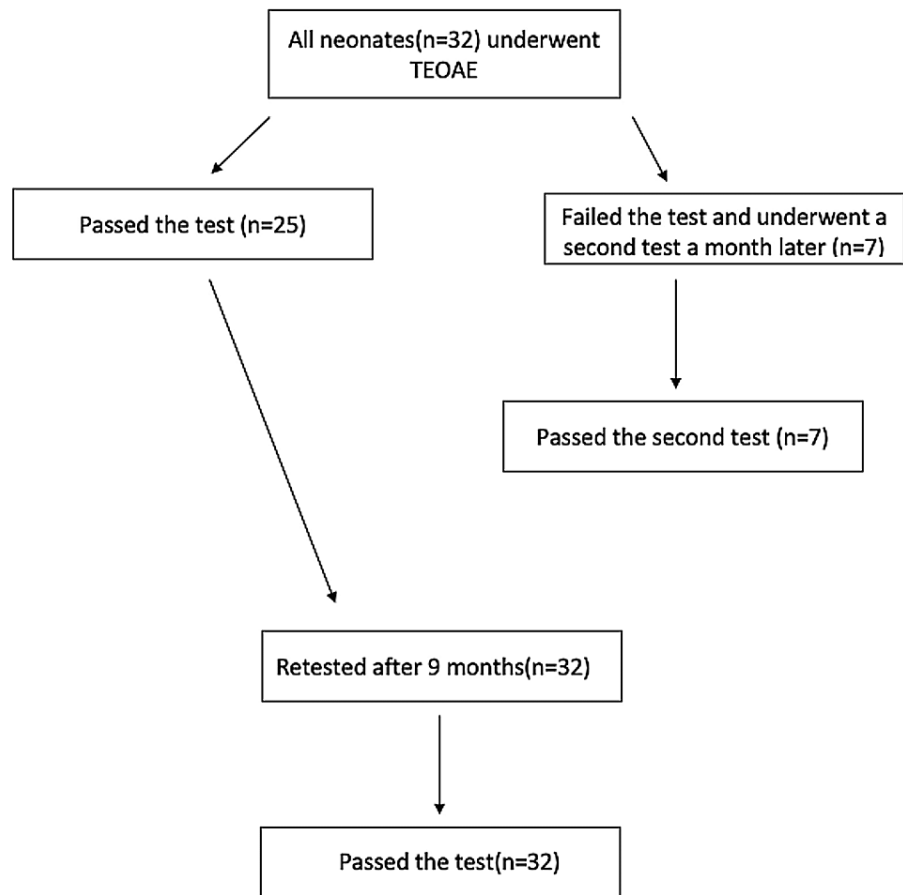 All neonates(n=32) underwent
TEOAE
Passed the test (n=25)
Failed the test and underwent a
second test a month later (n=7)
Passed the second test (n=7)
Retested after 9 months(n=32)
Passed the test(n=32)